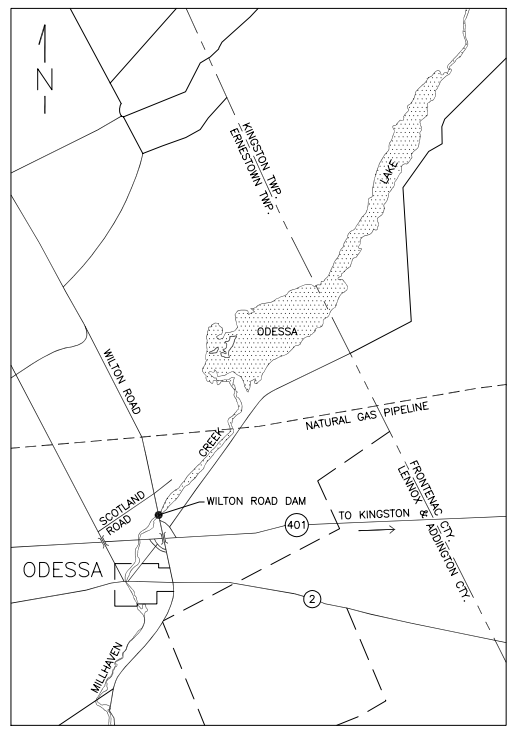 N
KINGSTON TWP.
ERNESTOWN TWP.
LAKE
ODESSA
WILTON ROAD
NATURAL GAS PIPELINE
CREEK
SCOTLAND
ROAD
WILTON ROAD DAM
TO KINGSTON
401
FRONTENAC CTY.
LENNOX & ADDINGTON CTY.
ODESSA
2
MILLHAVEN